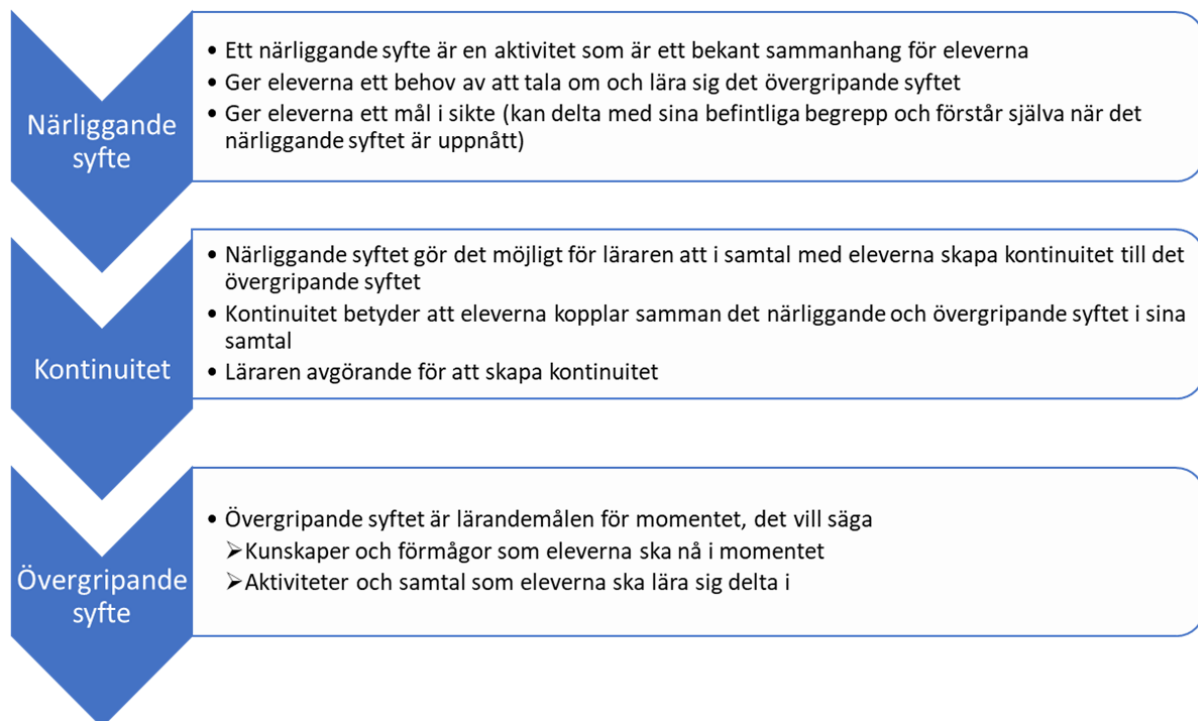 Närliggande
syfte
• Ett närliggande syfte är en aktivitet som är ett bekant sammanhang för eleverna
• Ger eleverna ett behov av att tala om och lära sig det övergripande syftet
• Ger eleverna ett mål i sikte (kan delta med sina befintliga begrepp och förstår själva när det
närliggande syftet är uppnått)
Kontinuitet
• Närliggande syftet gör det möjligt för läraren att i samtal med eleverna skapa kontinuitet till det
övergripande syftet
• Kontinuitet betyder att eleverna kopplar samman det närliggande och övergripande syftet i sina
samtal
• Läraren avgörande för att skapa kontinuitet
Övergripande
syfte
• Övergripande syftet är lärandemålen för momentet, det vill säga
➢Kunskaper och förmågor som eleverna ska nå i momentet
➢Aktiviteter och samtal som eleverna ska lära sig delta i